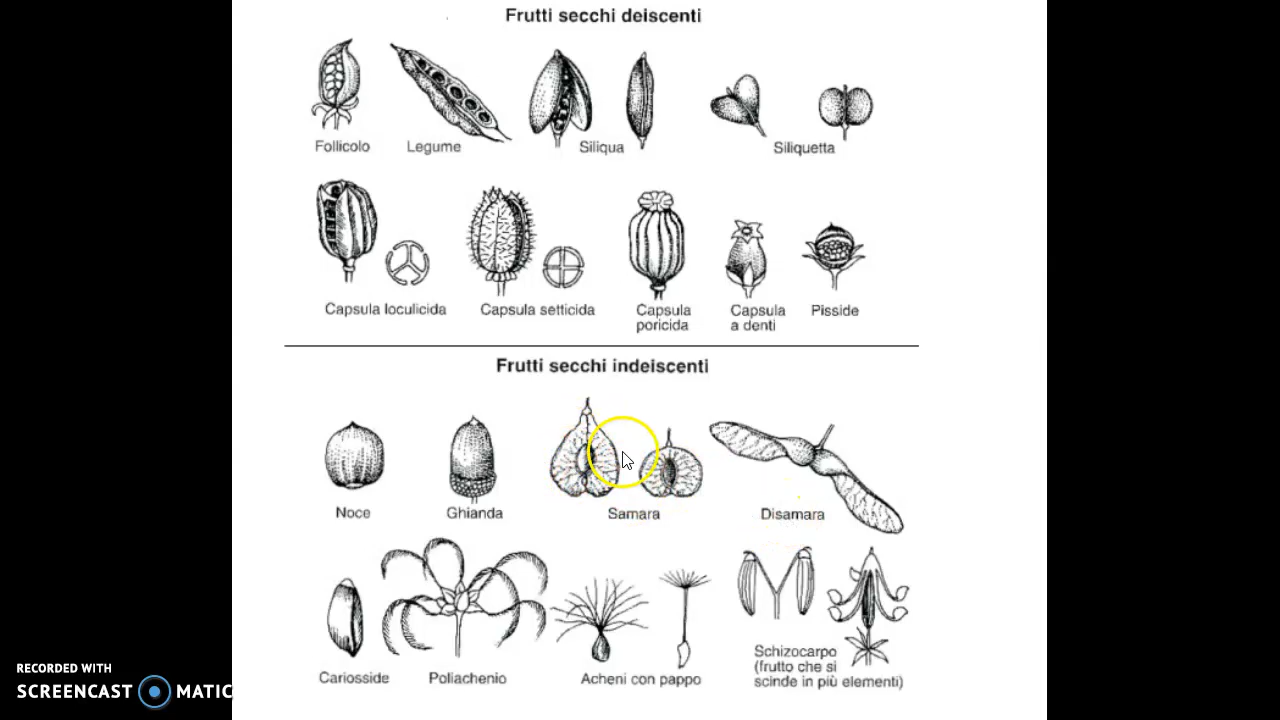 Frutti secchi deiscenti
Follicolo
Legume
Siliqua
Siliquetta
Capsula loculicida
Capsula setticida
Capsula
poricida
Capsula
a denti
Pisside
Frutti secchi indeiscenti
Noce
Ghianda
Samara
Disamara
Cariosside
Poliachenio
Acheni con pappo
Schizocarpo
(frutto che si
scinde in più elementi)
RECORDED WITH
SCREENCAST MATIC